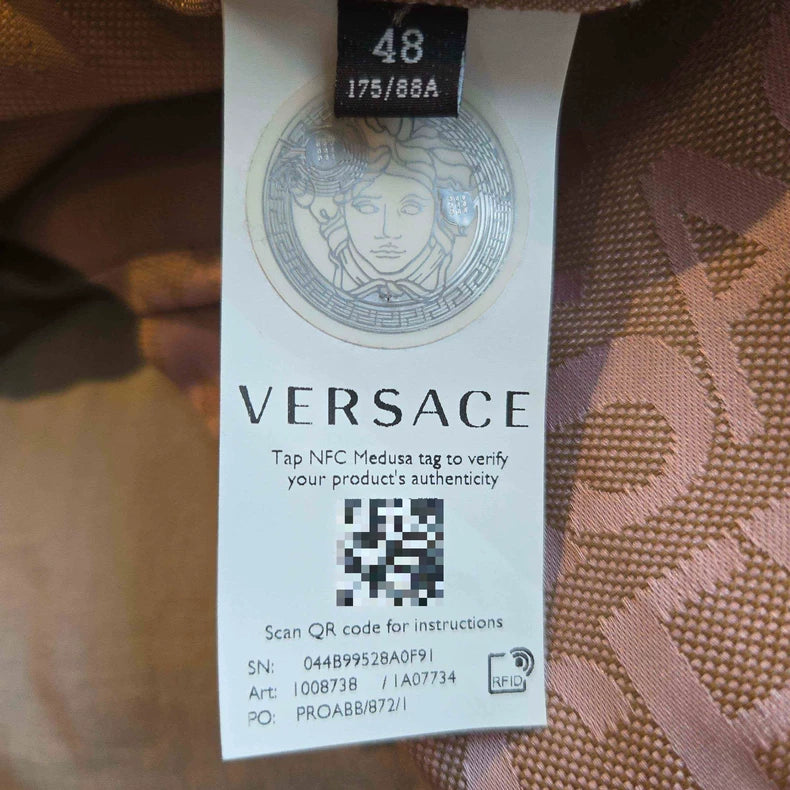 48
175/88A
VERSACE
Tap NFC Medusa tag to verify
your product's authenticity
Scan QR code for instructions
SN: 044B99528A0F91
Art: 1008738 / 1A07734
PO: PROABB/872/1
RFID